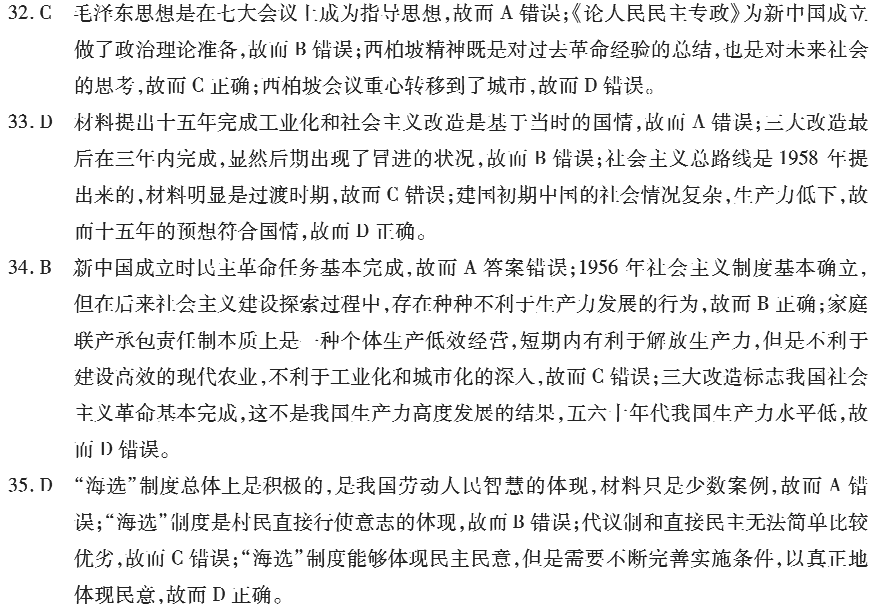 32. C 毛泽东思想是在七大会议上成为指导思想,故而 A 错误;《论人民民主专政》为新中国成立
做了政治理论准备,故而 B 错误;西柏坡精神既是对过去革命经验的总结,也是对未来社会
的思考,故而 C 正确;西柏坡会议重心转移到了城市,故而 D 错误。
33. D 材料提出十五年完成工业化和社会主义改造是基于当时的国情,故而 A 错误;三大改造最
后在三年内完成,显然后期出现了冒进的状况,故而 B 错误;社会主义总路线是 1958 年提
出来的,材料明显是过渡时期,故而 C 错误;建国初期中国的社会情况复杂,生产力低下,故
而十五年的预想符合国情,故而 D 正确。
34. B 新中国成立时民主革命任务基本完成,故而 A 答案错误;1956 年社会主义制度基本确立,
但在后来社会主义建设探索过程中,存在种种不利于生产力发展的行为,故而 B 正确;家庭
联产承包责任制本质上是一种个体生产低效经营,短期内有利于解放生产力,但是不利于
建设高效的现代农业,不利于工业化和城市化的深入,故而 C 错误;三大改造标志我国社会
主义革命基本完成,这不是我国生产力高度发展的结果,五六十年代我国生产力水平低,故
而 D 错误。
35. D “海选”制度总体上是积极的,是我国劳动人民智慧的体现,材料只是少数案例,故而 A 错
误;“海选”制度是村民直接行使意志的体现,故而 B 错误;代议制和直接民主无法简单比较
优劣,故而 C 错误;“海选”制度能够体现民主民意,但是需要不断完善实施条件,以真正地
体现民意,故而 D 正确。